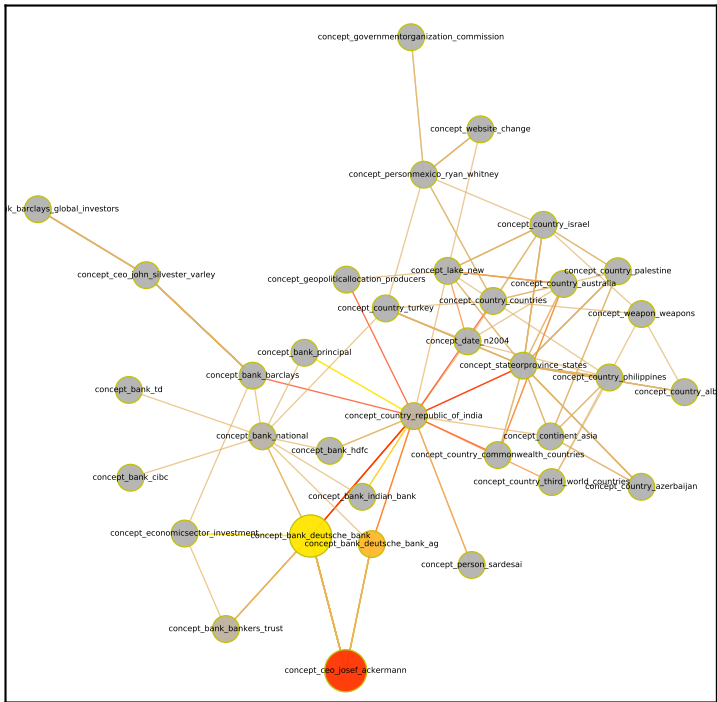 concept_governmentorganization_commission
concept_website_change
concept_personmexico_ryan_whitney
k_barclays_global_investors
concept_country_israel
concept_ceo_john_silvester_varley
concept_geopoliticallocation_producers
concept_lake_new
concept_country_palestine
concept_country_australia
concept_country_countries
concept_country_turkey
concept_weapon_weapons
concept_date_n2004
concept_bank_principal
concept_stateorprovince_states
concept_bank_barclays
concept_country_philippines
concept_bank_td
concept_country_alb
concept_country_republic_of_india
concept_bank_national
concept_continent_asia
concept_bank_hdfc
concept_country_commonwealth_countries
concept_bank_cibc
concept_country_third_world_countries
concept_country_azerbaijan
concept_bank_indian_bank
concept_economicsector_investment
concept_bank_deutsche_bank
concept_bank_deutsche_bank_ag
concept_person_sardesai
concept_bank_bankers_trust
concept_ceo_josef_ackermann